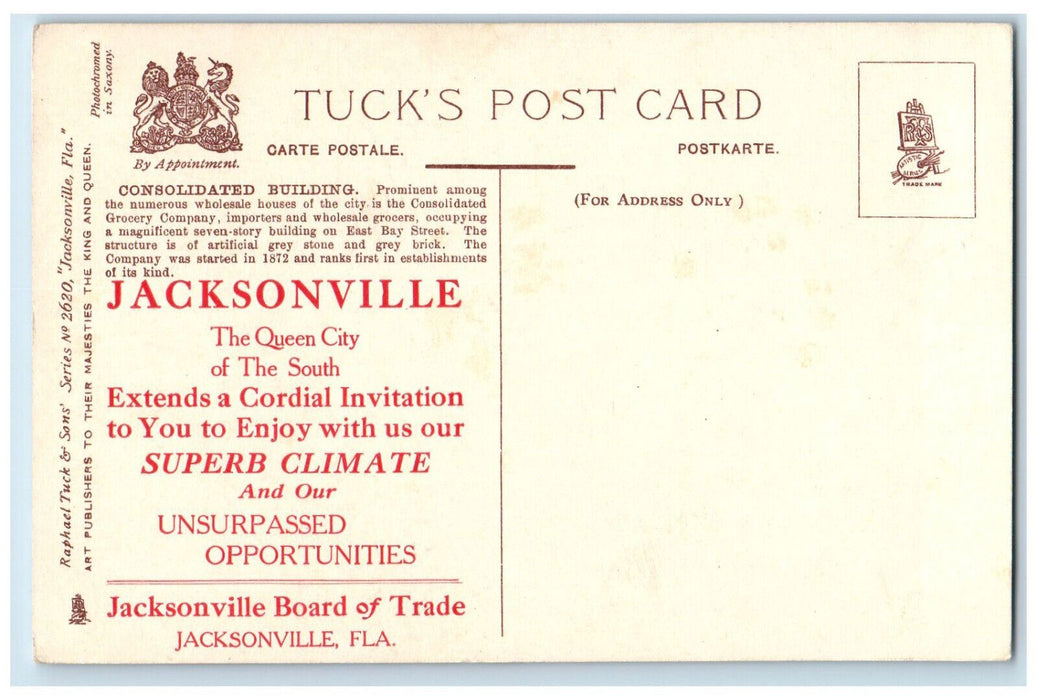 TUCK'S POST CARD
CARTE POSTALE.
POSTKARTE.
By Appointment.
(FOR ADDRESS ONLY )
CONSOLIDATED BUILDING. Prominent among
the numerous wholesale houses of the city is the Consolidated
Grocery Company, importers and wholesale grocers, occupying
a magnificent seven-story building on East Bay Street. The
structure is of artificial grey stone and grey brick. The
Company was started in 1872 and ranks first in establishments
of its kind.
JACKSONVILLE
The Queen City
of The South
Extends a Cordial Invitation
to You to Enjoy with us our
SUPERB CLIMATE
And Our
UNSURPASSED
OPPORTUNITIES
Jacksonville Board of Trade
JACKSONVILLE, FLA.
Raphael Tuck & Sons' Series Nº 2620, "Jacksonville, Fla."
ART PUBLISHERS TO THEIR MAJESTIES THE KING AND QUEEN.
Photochromed
in Saxony.
ARTISTIC
TRADE MARK